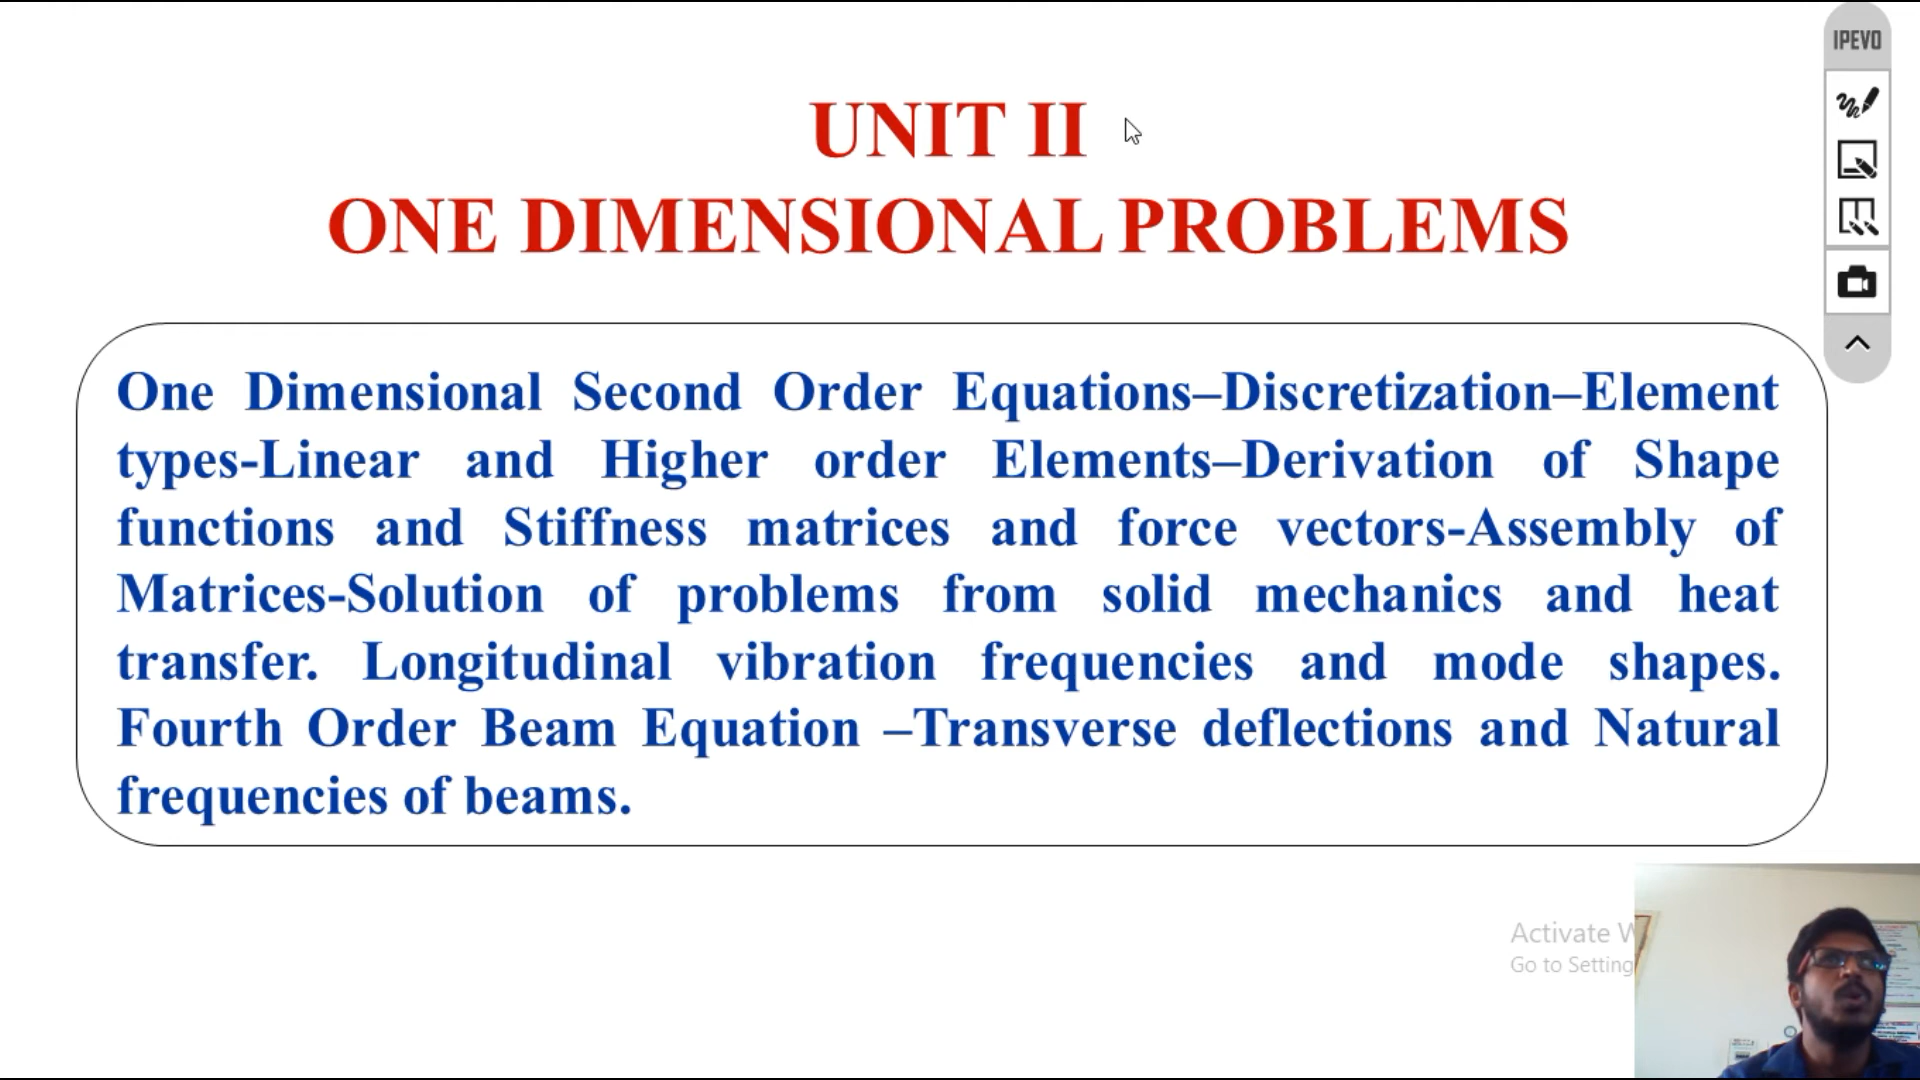 IPEVO
UNIT II
ONE DIMENSIONAL PROBLEMS
One Dimensional Second Order Equations–Discretization–Element
types-Linear and Higher order Elements–Derivation of Shape
functions and Stiffness matrices and force vectors-Assembly of
Matrices-Solution of problems from solid mechanics and heat
transfer. Longitudinal vibration frequencies and mode shapes.
Fourth Order Beam Equation –Transverse deflections and Natural
frequencies of beams.
Activate W
Go to Setting